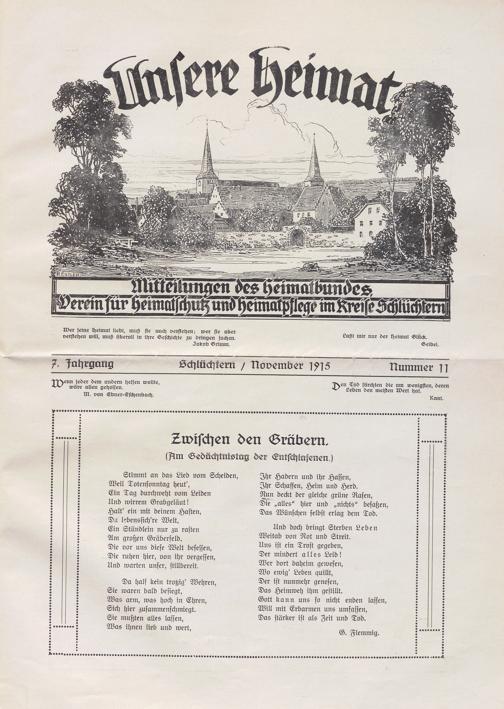 Unsere Heimat
Mitteilungen des Heimatbundes
Verein für Heimatschutz und Heimatpflege im Kreise Schlüchtern
Wer seine Heimat liebt, muß sie auch verstehen; wer sie aber
verstehen will, muß überall in ihre Geschichte zu dringen suchen.
Jakob Grimm.
Laßt mir nur der Heimat Glück.
Geibel.
7. Jahrgang
Schlüchtern / November 1915
Nummer 11
Wenn jeder dem andern helfen wollte,
wäre allen geholfen.
M. von Ebner-Eschenbach.
Den Tod fürchten die am wenigsten, deren
Leben den meisten Wert hat.
Kant.
Zwischen den Gräbern.
(Am Gedächtnistag der Entschlafenen.)
Stimmt an das Lied vom Scheiden,
Weil Totensonntag heut',
Ein Tag durchweht von Leiden
Und wirrem Grabgeläut!
Halt' ein mit deinem Hasten,
Du lebensfrische Welt,
Ein Stündlein nur zu rasten
Am großen Gräberfeld.
Die vor uns diese Welt besessen,
Die ruhen hier, von ihr vergessen,
Und warten unser, stillbereit.
Da half kein trotzig' Wehren,
Sie waren bald besiegt,
Was arm, was hoch in Ehren,
Sich hier zusammenschmiegt.
Sie mußten alles lassen,
Was ihnen lieb und wert,
Ihr Hadern und ihr Hassen,
Ihr Schaffen, Heim und Herd.
Nun deckt der gleiche grüne Rasen,
Die „alles" hier und „nichts" besaßen,
Das Wünschen selbst erlag dem Tod.
Und doch bringt Sterben Leben
Weitab von Not und Streit.
Uns ist ein Trost gegeben,
Der mindert alles Leid!
Wer dort daheim gewesen,
Wo ewig' Leben quillt,
Der ist nunmehr genesen,
Das Heimweh ihm gestillt.
Gott kann uns so nicht enden lassen,
Will mit Erbarmen uns umfassen,
Das stärker ist als Zeit und Tod.
G. Flemmig.